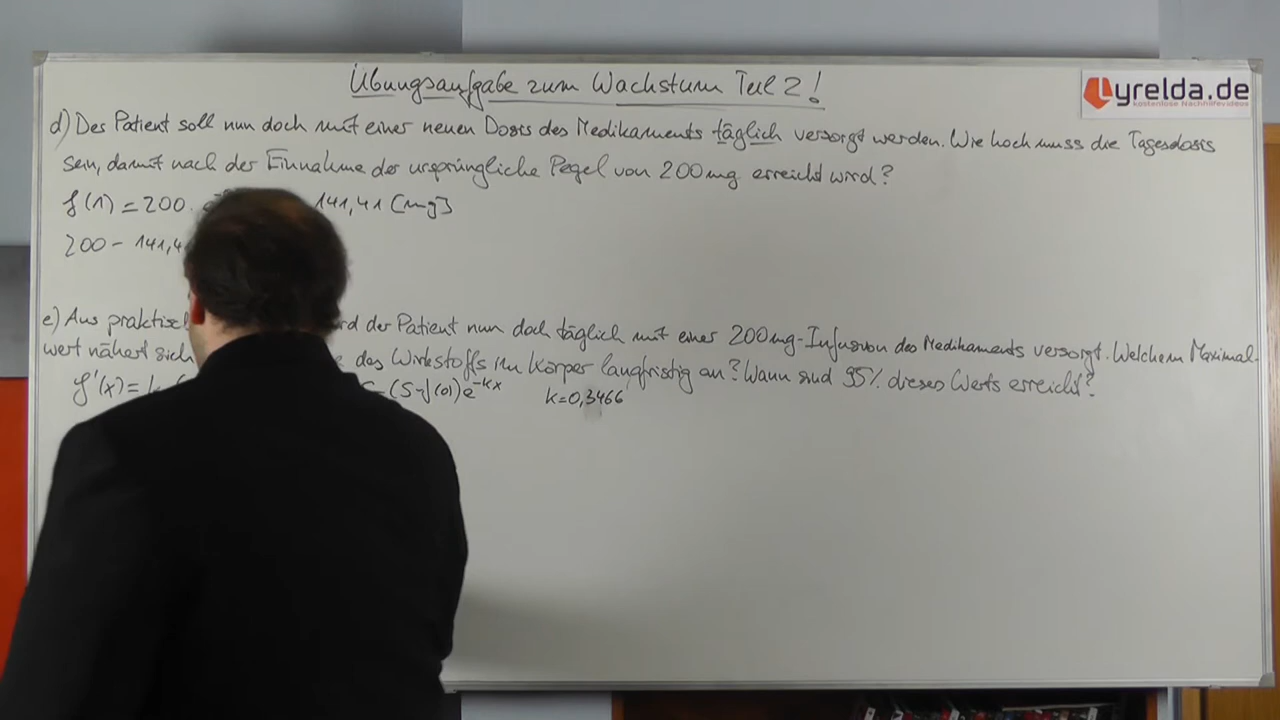 Übungsaufgabe zum Wachstum Teil 2!
Lyrelda.de
kostenlose Nachhilfevideos
d) Der Patient soll nun doch mit einer neuen Dosis des Medikaments täglich versorgt werden. Wie hoch muss die Tagesdosis
sein, damit nach der Einnahme der ursprüngliche Pegel von 200mg erreicht wird?
f(1) = 200 · 141,41 [mg]
200 - 141,4
e) Aus praktisch der Patient nun doch täglich mit einer 200mg-Infusion des Medikaments versorgt. Welchem Maximal-
wert nähert sich des Wirkstoffs im Körper langfristig an? Wann sind 95% dieses Werts erreicht?
f'(x) = k - (S-f(0))e^-kx k=0,3466